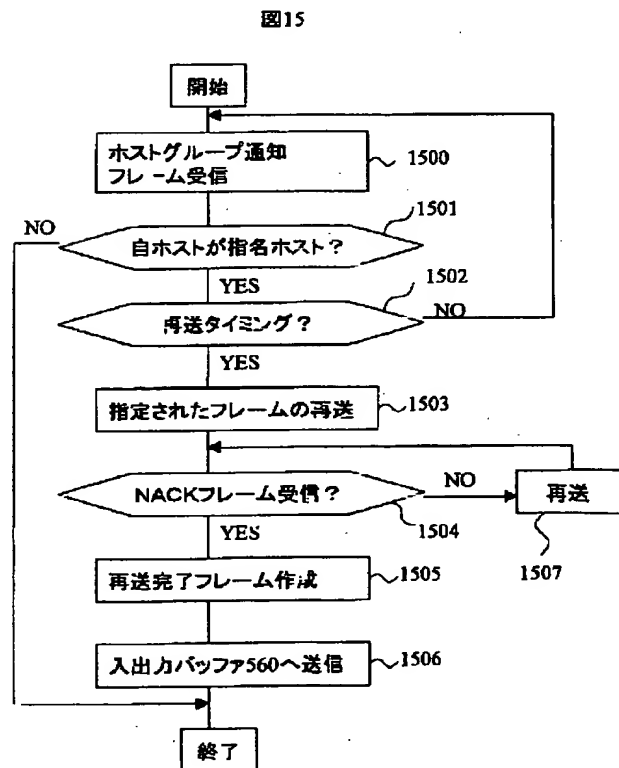 図15
開始
ホストグループ通知
フレーム受信
1500
NO
1501
自ホストが指名ホスト?
YES
1502
再送タイミング?
NO
YES
指定されたフレームの再送
1503
NACKフレーム受信?
NO
再送
1504
YES
1507
再送完了フレーム作成
1505
入出力バッファ560へ送信
1506
終了